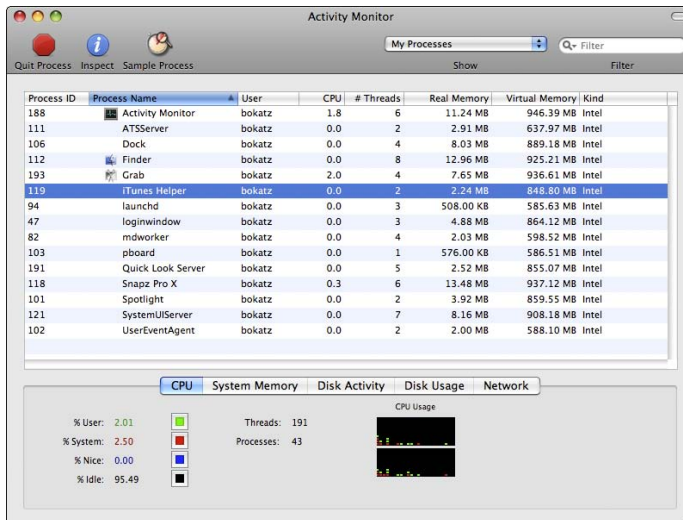 Activity Monitor
Quit Process Inspect Sample Process My Processes Show Filter Filter
Process ID Process Name User CPU # Threads Real Memory Virtual Memory Kind
188 Activity Monitor bokatz 1.8 6 11.24 MB 946.39 MB Intel
111 ATSServer bokatz 0.0 2 2.91 MB 637.97 MB Intel
106 Dock bokatz 0.0 4 8.03 MB 889.18 MB Intel
112 Finder bokatz 0.0 8 12.96 MB 925.21 MB Intel
193 Grab bokatz 2.0 4 7.65 MB 936.61 MB Intel
119 iTunes Helper bokatz 0.0 2 2.24 MB 848.80 MB Intel
94 launchd bokatz 0.0 3 508.00 KB 585.63 MB Intel
47 loginwindow bokatz 0.0 3 4.88 MB 864.12 MB Intel
82 mdworker bokatz 0.0 4 2.03 MB 598.52 MB Intel
103 pboard bokatz 0.0 1 576.00 KB 586.51 MB Intel
191 Quick Look Server bokatz 0.0 5 2.52 MB 855.07 MB Intel
118 Snapz Pro X bokatz 0.3 6 13.48 MB 937.12 MB Intel
101 Spotlight bokatz 0.0 2 3.92 MB 859.55 MB Intel
121 SystemUIServer bokatz 0.0 7 8.16 MB 908.18 MB Intel
102 UserEventAgent bokatz 0.0 2 2.00 MB 588.10 MB Intel
CPU System Memory Disk Activity Disk Usage Network
CPU Usage
% User: 2.01 Threads: 191
% System: 2.50 Processes: 43
% Nice: 0.00
% Idle: 95.49